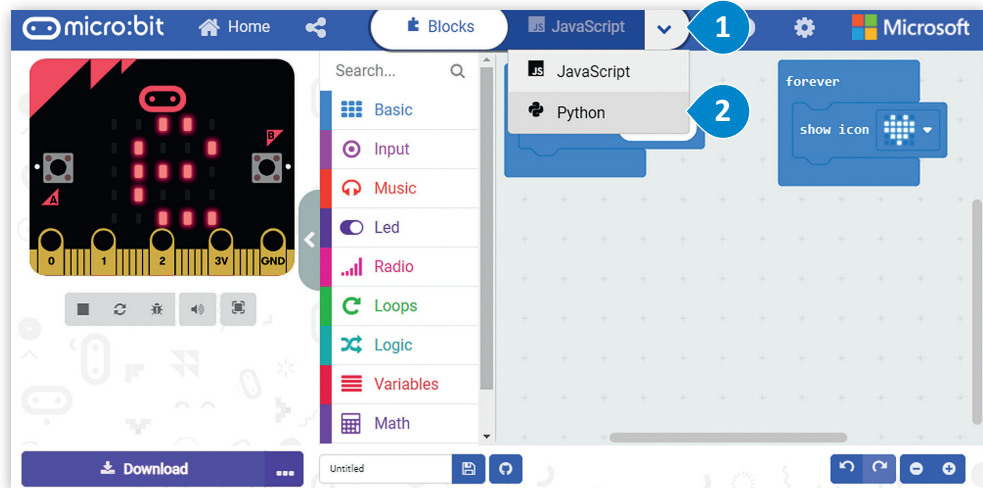 micro:bit Home Blocks JavaScript 1 Microsoft
JavaScript
Python 2
Search...
Basic
Input
Music
Led
Radio
Loops
Logic
Variables
Math
forever
show icon
A
B
0 1 2 3V GND
Download ...
Untitled